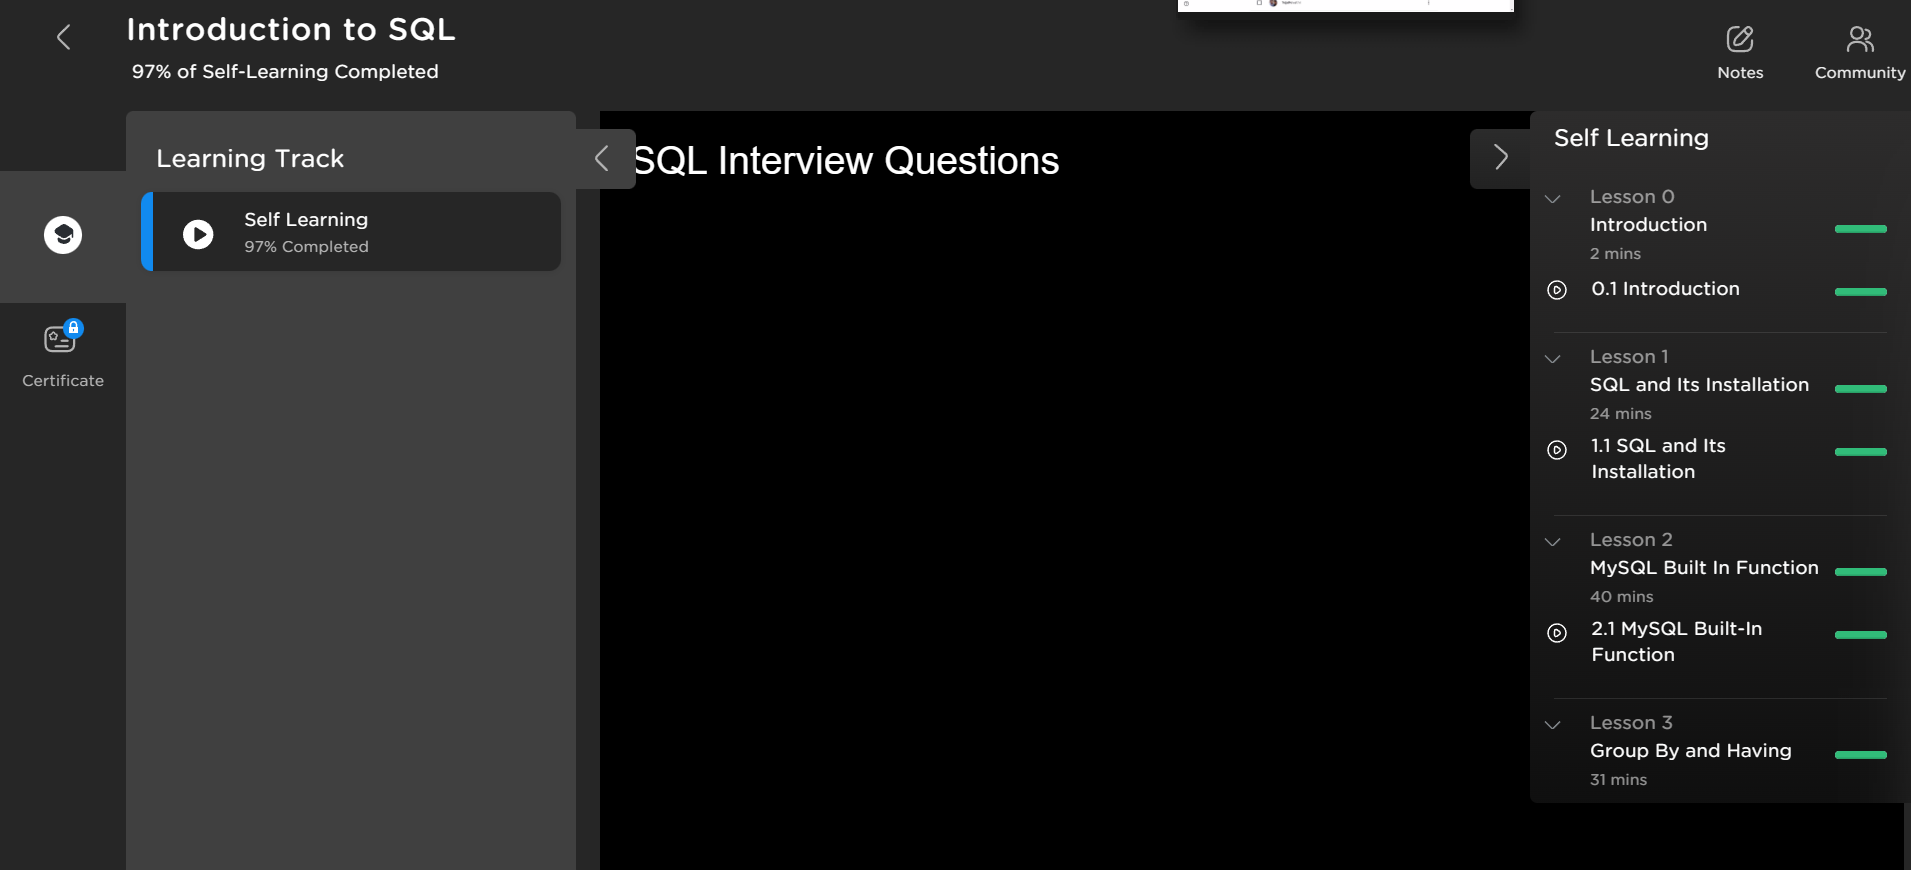 Introduction to SQL
97% of Self-Learning Completed
Notes
Community
Learning Track
Self Learning
97% Completed
Certificate
SQL Interview Questions
Self Learning
Lesson 0
Introduction
2 mins
0.1 Introduction
Lesson 1
SQL and Its Installation
24 mins
1.1 SQL and Its
Installation
Lesson 2
MySQL Built In Function
40 mins
2.1 MySQL Built-In
Function
Lesson 3
Group By and Having
31 mins